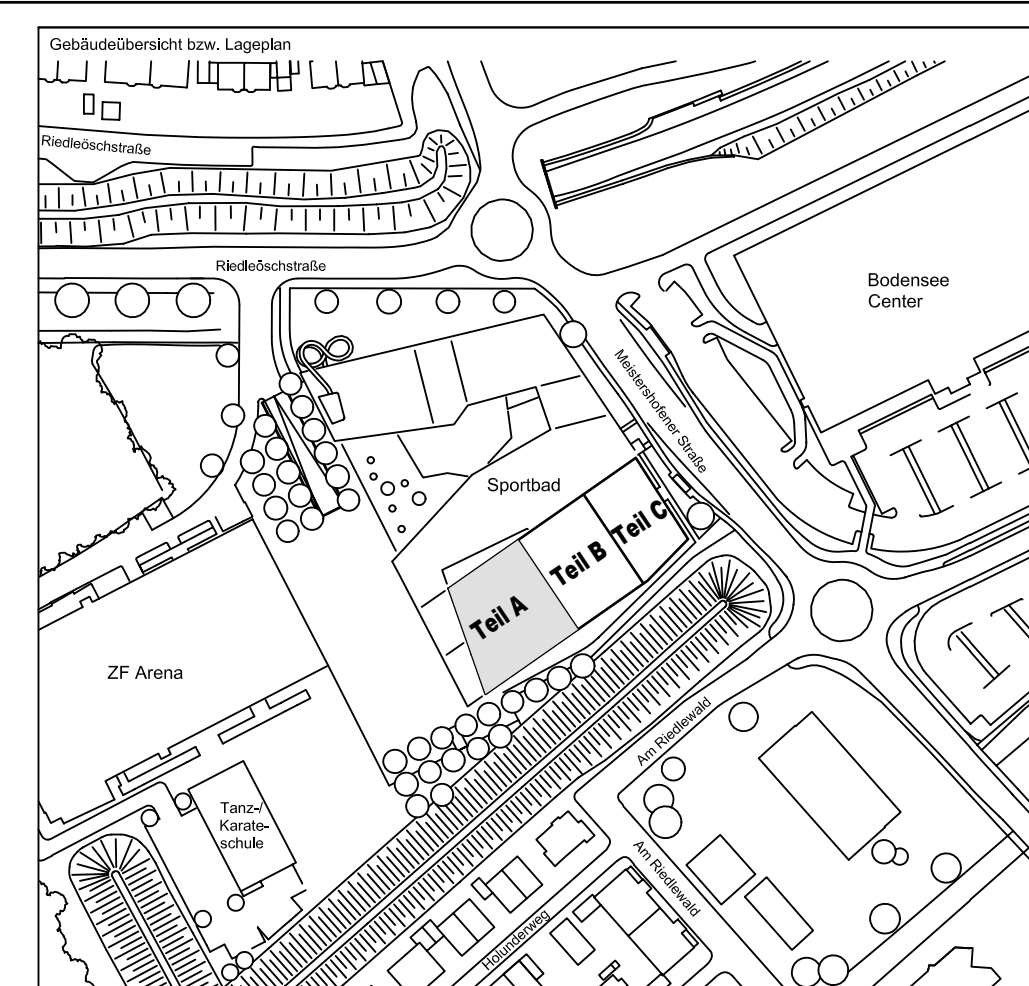 Gebäudeübersicht bzw. Lageplan
Riedleöschstraße
Riedleöschstraße
Bodensee
Center
Meistershofener Straße
Sportbad
Teil C
Teil B
Teil A
ZF Arena
Am Riedlewald
Tanz-/
Karate-
schule
Am Riedlewald
Holunderweg